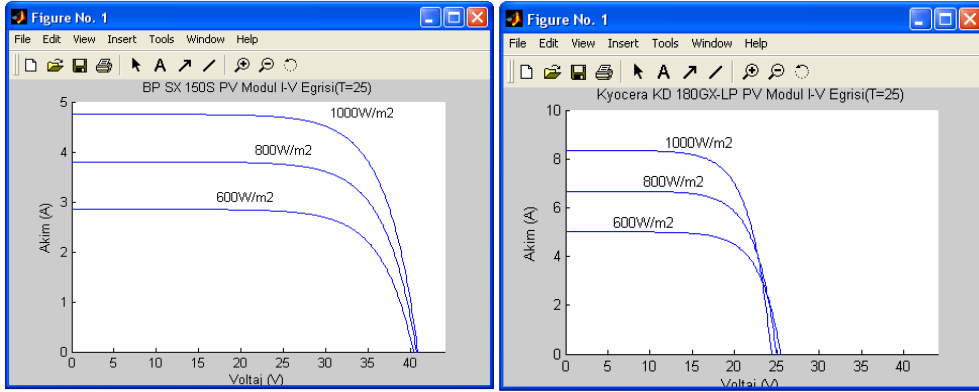 Figure No. 1
File Edit View Insert Tools Window Help
BP SX 150S PV Modul I-V Egrisi(T=25)
5
4
3
2
1
0
Akim (A)
1000W/m2
800W/m2
600W/m2
0 5 10 15 20 25 30 35 40
Voltaj (V)
Figure No. 1
File Edit View Insert Tools Window Help
Kyocera KD 180GX-LP PV Modul I-V Egrisi(T=25)
10
8
6
4
2
0
Akim (A)
1000W/m2
800W/m2
600W/m2
0 5 10 15 20 25 30 35 40
Voltaj (V)